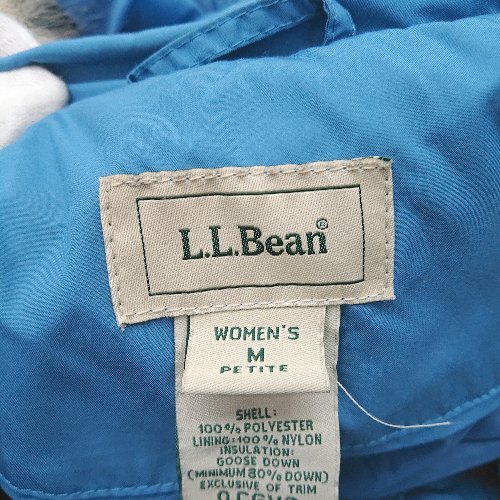 L.L.Bean®
WOMEN'S
M
PETITE
SHELL:
100% POLYESTER
LINING: 100% NYLON
INSULATION:
GOOSE DOWN
(MINIMUM 80% DOWN)
EXCLUSIVE OF TRIM